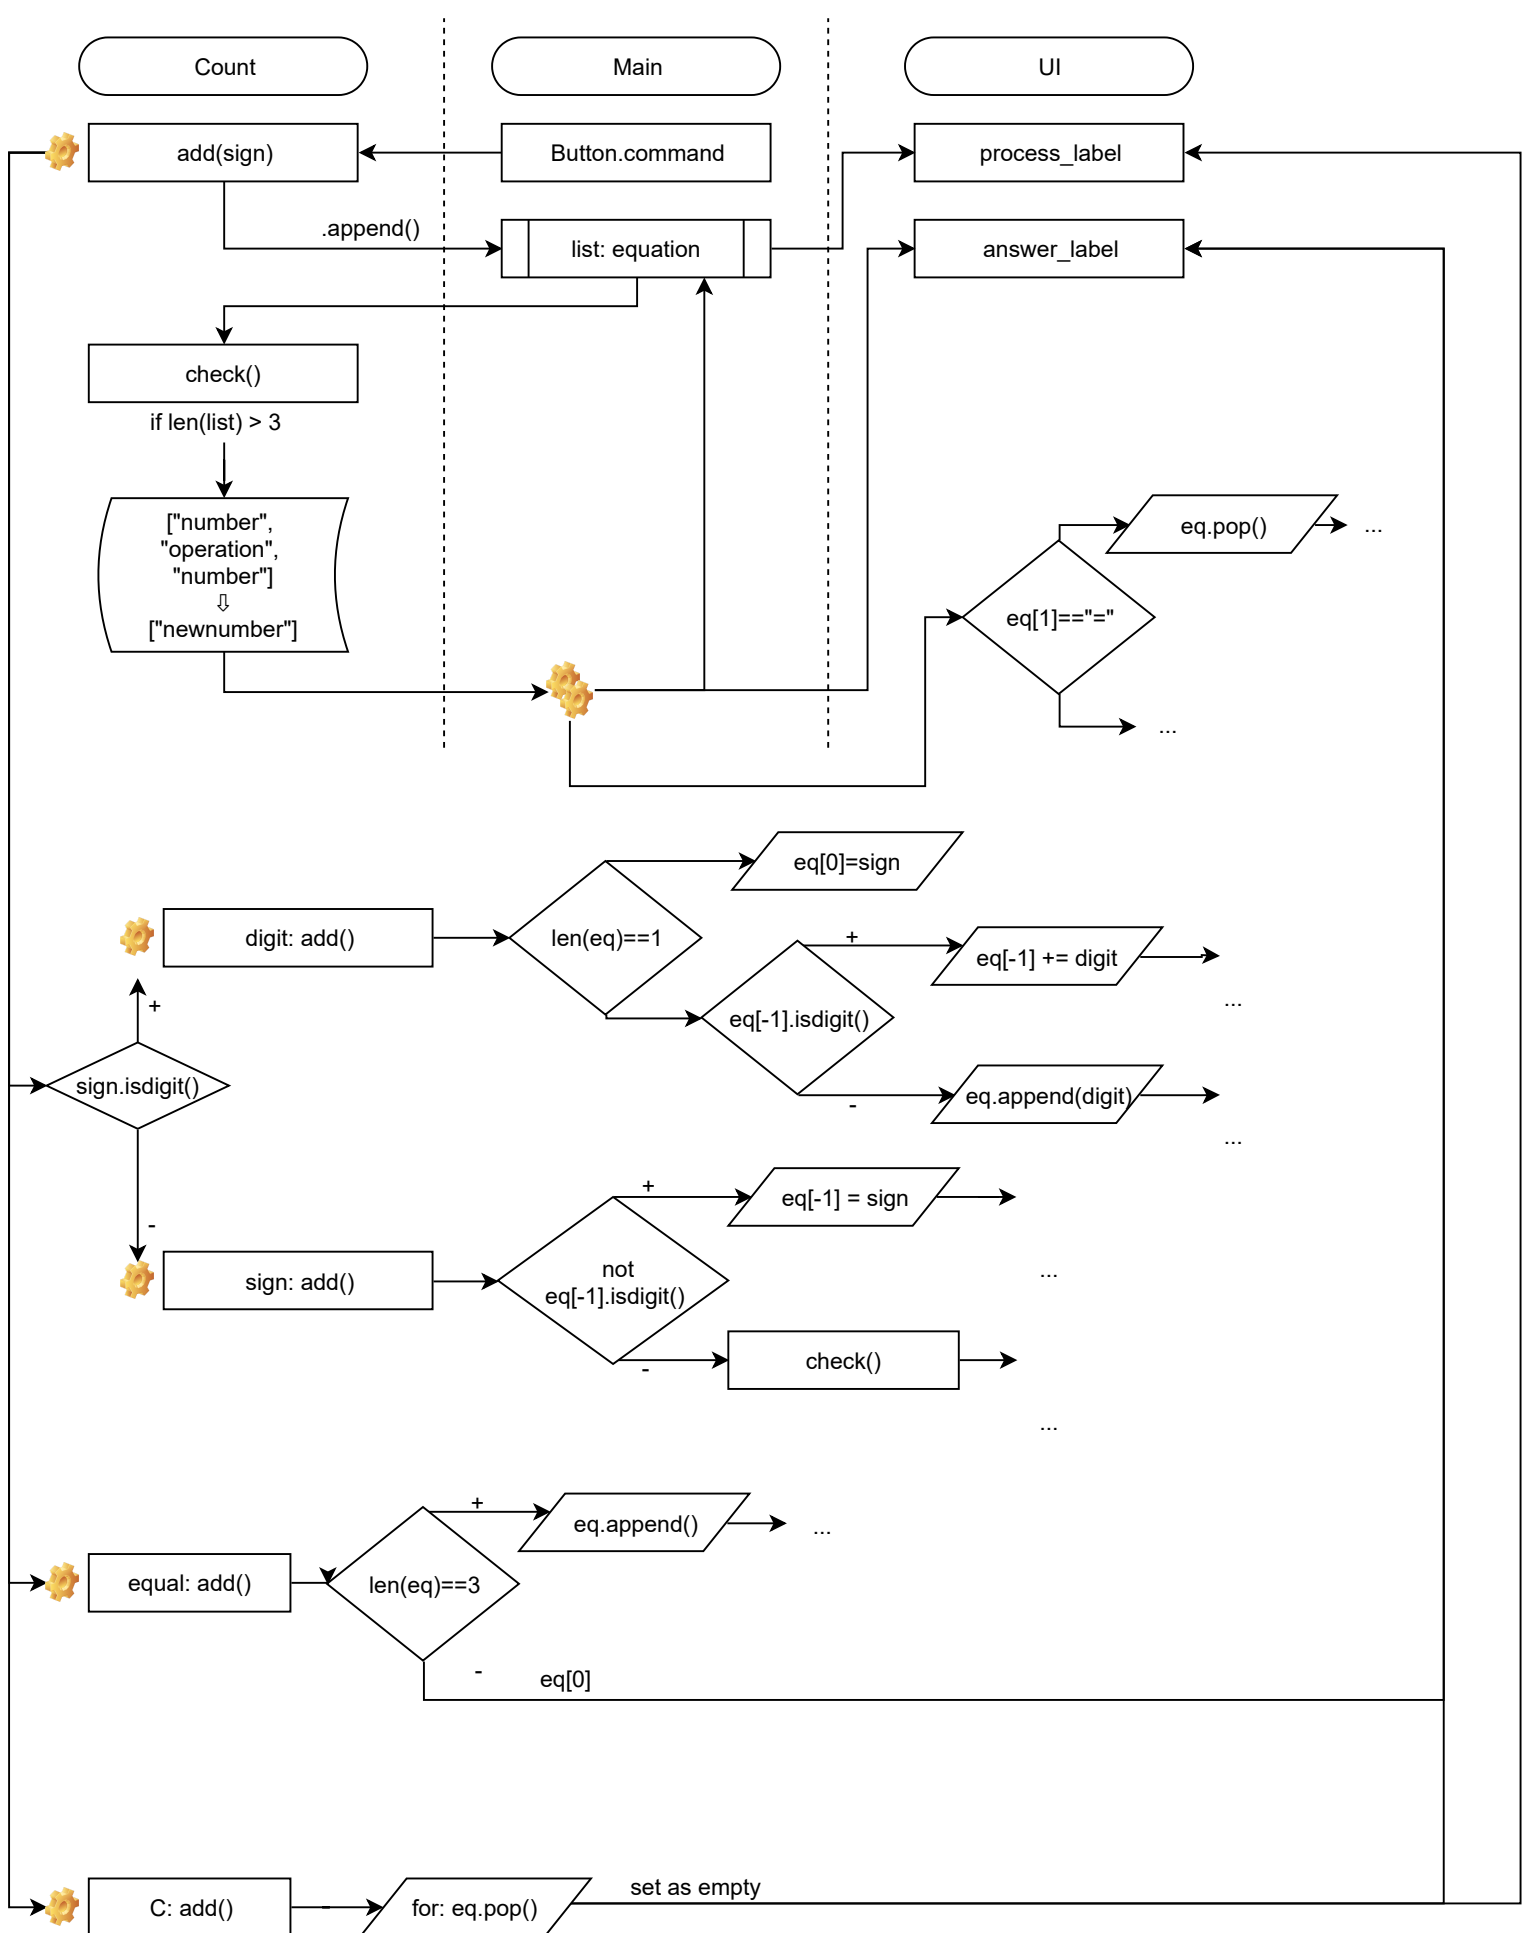 Count
Main
UI
add(sign)
Button.command
process_label
.append()
list: equation
answer_label
check()
if len(list) > 3
["number",
"operation",
"number"]
⇩
["newnumber"]
eq.pop()
...
eq[1]=="="
...
eq[0]=sign
digit: add()
len(eq)==1
+
eq[-1] += digit
...
+
eq[-1].isdigit()
sign.isdigit()
eq.append(digit)
-
...
+
eq[-1] = sign
-
sign: add()
not
eq[-1].isdigit()
...
check()
-
...
+
eq.append()
...
equal: add()
len(eq)==3
-
eq[0]
set as empty
C: add()
-
for: eq.pop()